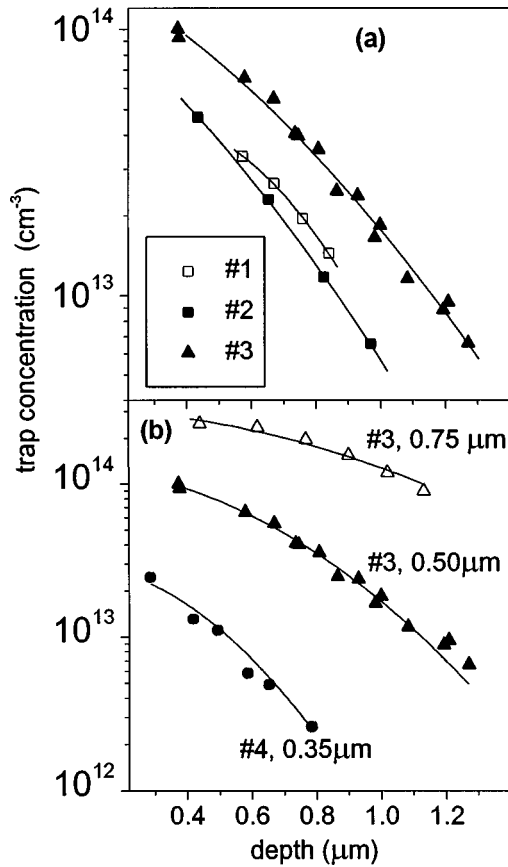 10^14
(a)
10^13
#1
#2
#3
trap concentration (cm^-3)
(b)
#3, 0.75 µm
10^14
#3, 0.50µm
10^13
#4, 0.35µm
10^12
0.4 0.6 0.8 1.0 1.2
depth (µm)